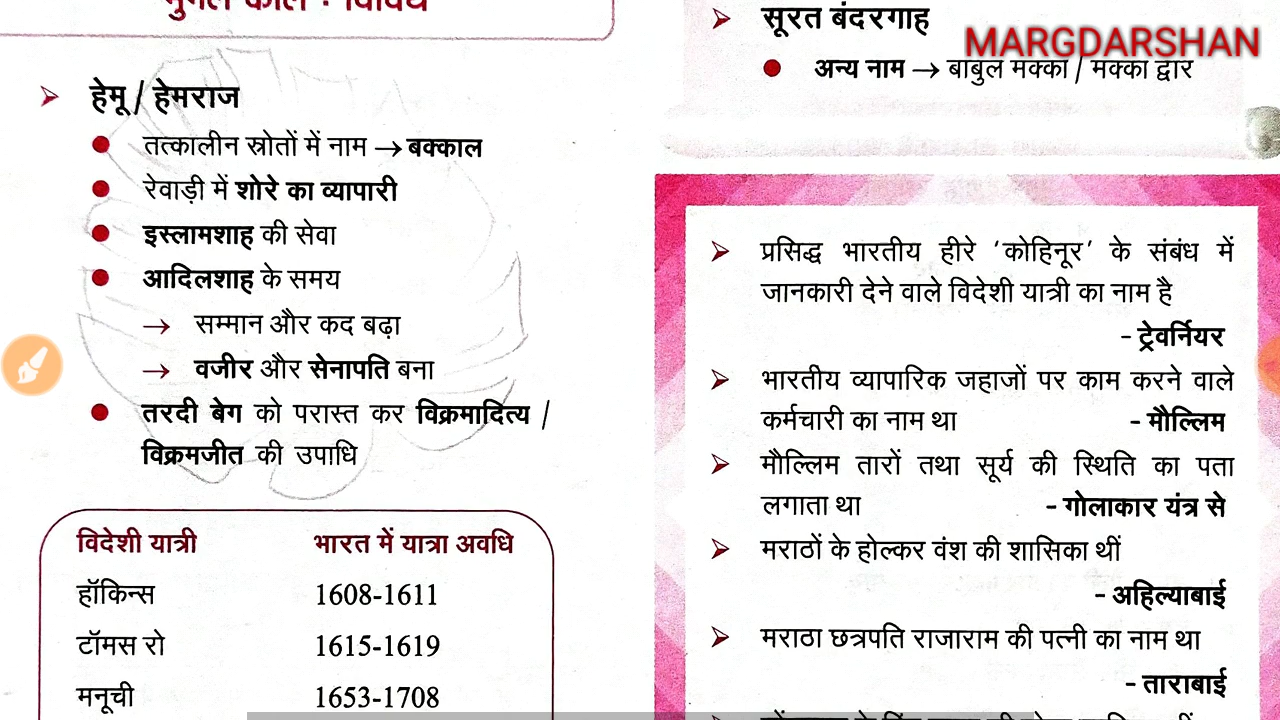 मुगल काल : विविध
हेमू / हेमराज
तत्कालीन स्रोतों में नाम → बक्काल
रेवाड़ी में शोरे का व्यापारी
इस्लामशाह की सेवा
आदिलशाह के समय
→ सम्मान और कद बढ़ा
→ वजीर और सेनापति बना
तरदी बेग को परास्त कर विक्रमादित्य /
विक्रमजीत की उपाधि
विदेशी यात्री भारत में यात्रा अवधि
हॉकिन्स 1608-1611
टॉमस रो 1615-1619
मनूची 1653-1708
सूरत बंदरगाह
MARGDARSHAN
अन्य नाम → बाबुल मक्का / मक्का द्वार
प्रसिद्ध भारतीय हीरे 'कोहिनूर' के संबंध में
जानकारी देने वाले विदेशी यात्री का नाम है
- ट्रेवर्नियर
भारतीय व्यापारिक जहाजों पर काम करने वाले
कर्मचारी का नाम था - मौल्लिम
मौल्लिम तारों तथा सूर्य की स्थिति का पता
लगाता था - गोलाकार यंत्र से
मराठों के होल्कर वंश की शासिका थीं
- अहिल्याबाई
मराठा छत्रपति राजाराम की पत्नी का नाम था
- ताराबाई